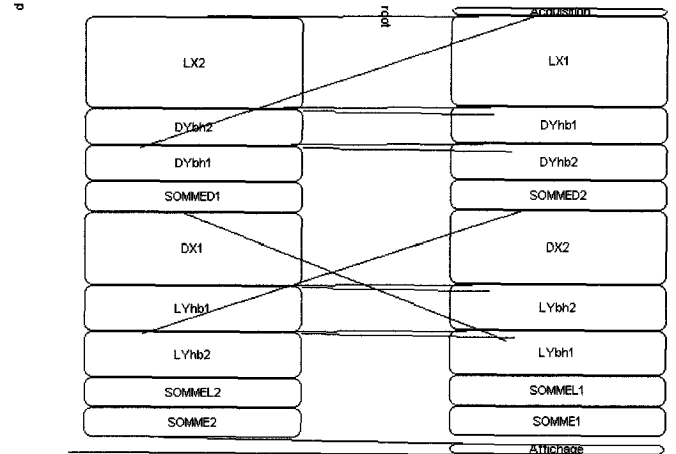 p
root
Acquisition
LX2
LX1
DYbh2
DYhb1
DYbh1
DYhb2
SOMMED1
SOMMED2
DX1
DX2
LYhb1
LYbh2
LYhb2
LYbh1
SOMMEL2
SOMMEL1
SOMME2
SOMME1
Affichage